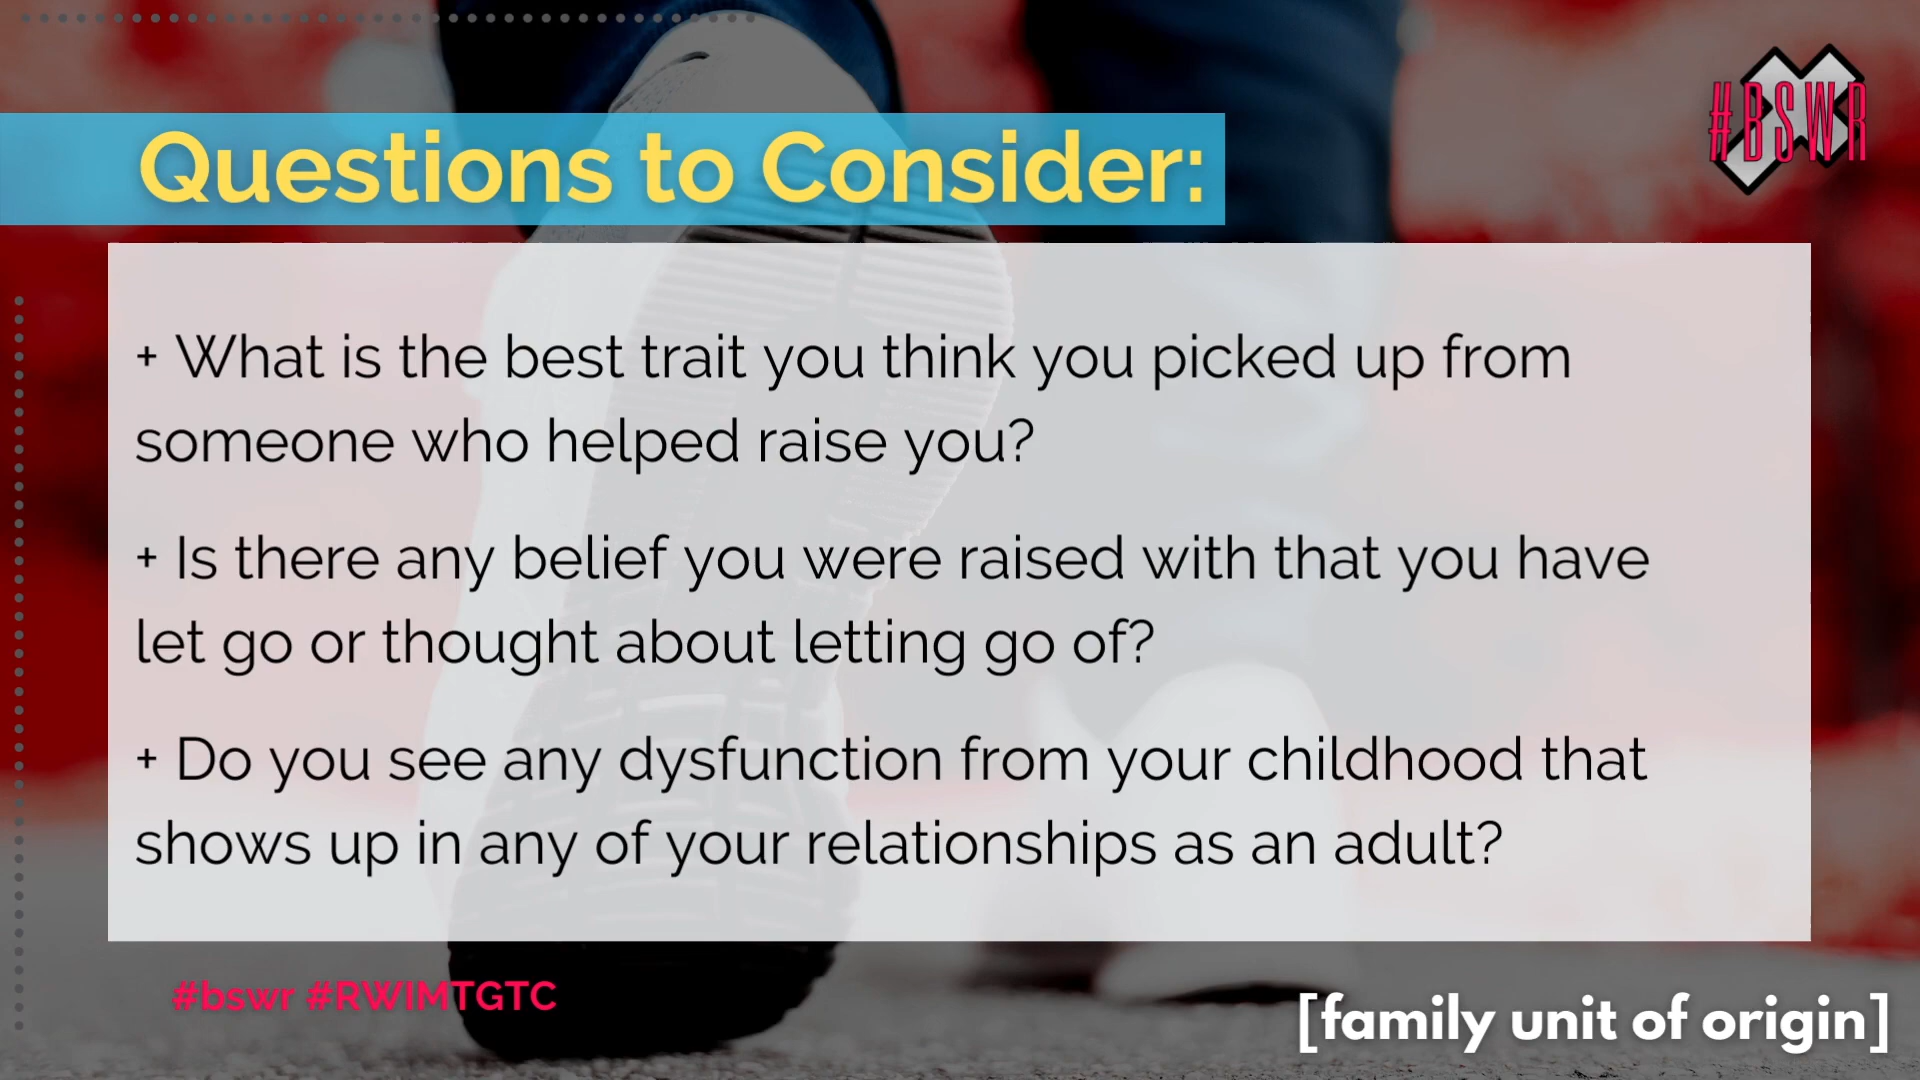 #BSWR
Questions to Consider:
+ What is the best trait you think you picked up from
someone who helped raise you?
+ Is there any belief you were raised with that you have
let go or thought about letting go of?
+ Do you see any dysfunction from your childhood that
shows up in any of your relationships as an adult?
#bswr #RWIMTGTC
[family unit of origin]